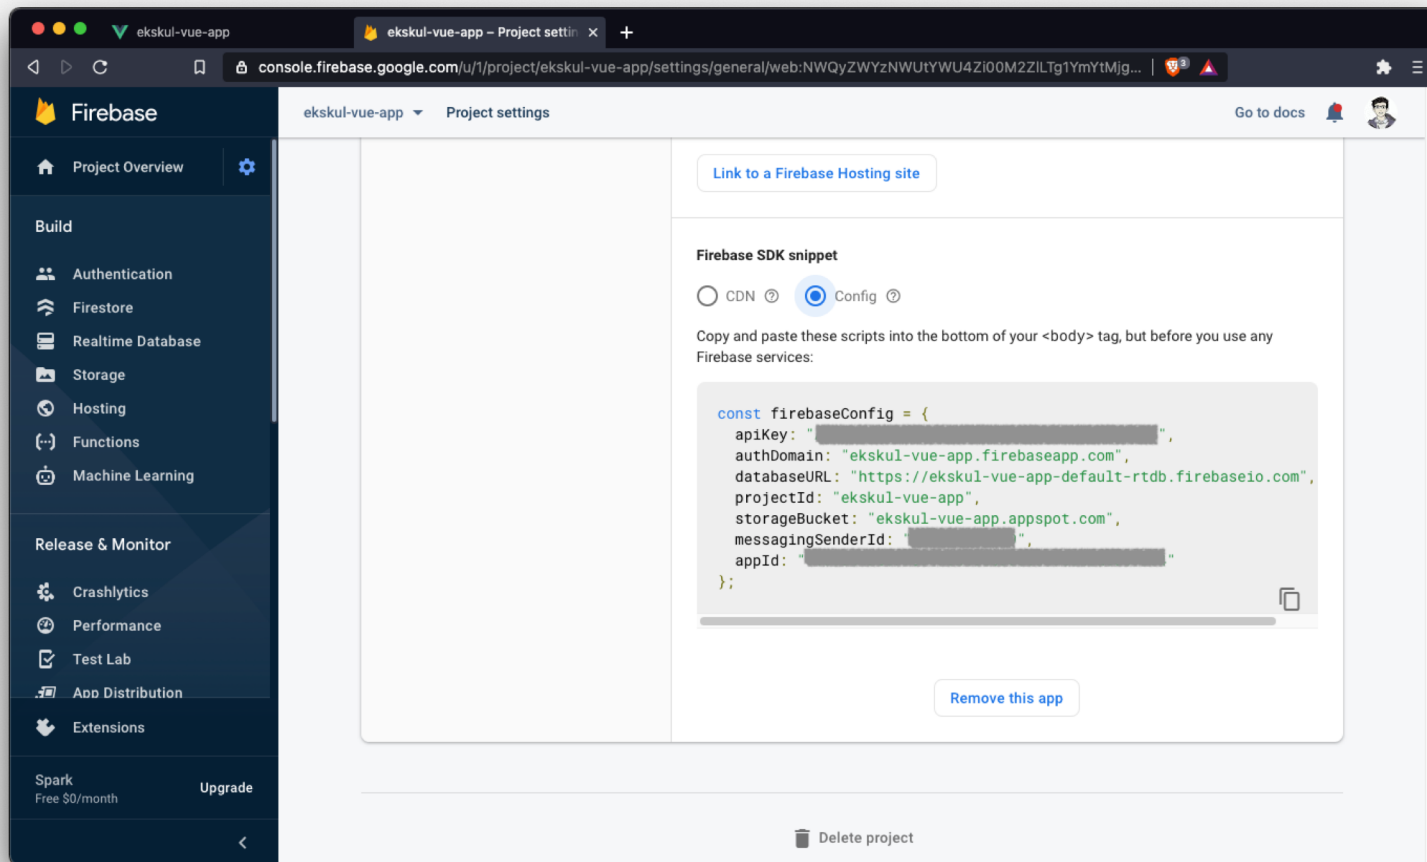 ekskul-vue-app
ekskul-vue-app – Project settin
console.firebase.google.com/u/1/project/ekskul-vue-app/settings/general/web:NWQyZWYzNWUtYWU4Zi00M2ZlLTg1YmYtMjg...
3
Firebase
ekskul-vue-app
Project settings
Go to docs
Project Overview
Build
Authentication
Firestore
Realtime Database
Storage
Hosting
Functions
Machine Learning
Release & Monitor
Crashlytics
Performance
Test Lab
App Distribution
Extensions
Spark
Free $0/month
Upgrade
Link to a Firebase Hosting site
Firebase SDK snippet
CDN
Config
Copy and paste these scripts into the bottom of your <body> tag, but before you use any
Firebase services:
const firebaseConfig = {
apiKey: "",
authDomain: "ekskul-vue-app.firebaseapp.com",
databaseURL: "https://ekskul-vue-app-default-rtdb.firebaseio.com",
projectId: "ekskul-vue-app",
storageBucket: "ekskul-vue-app.appspot.com",
messagingSenderId: "",
appId: ""
};
Remove this app
Delete project